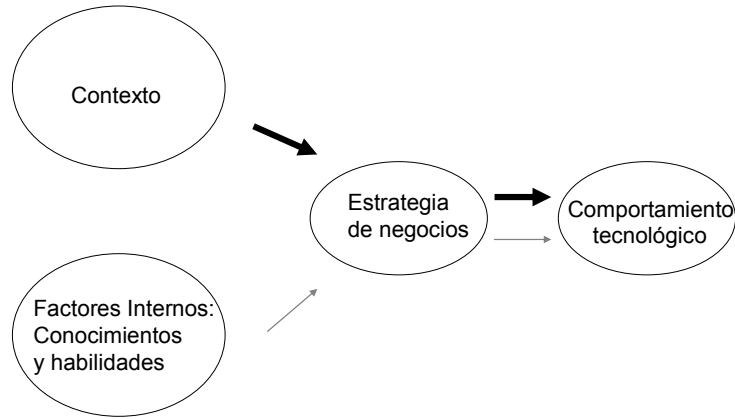 Contexto
Estrategia
de negocios
Comportamiento
tecnológico
Factores Internos:
Conocimientos
y habilidades